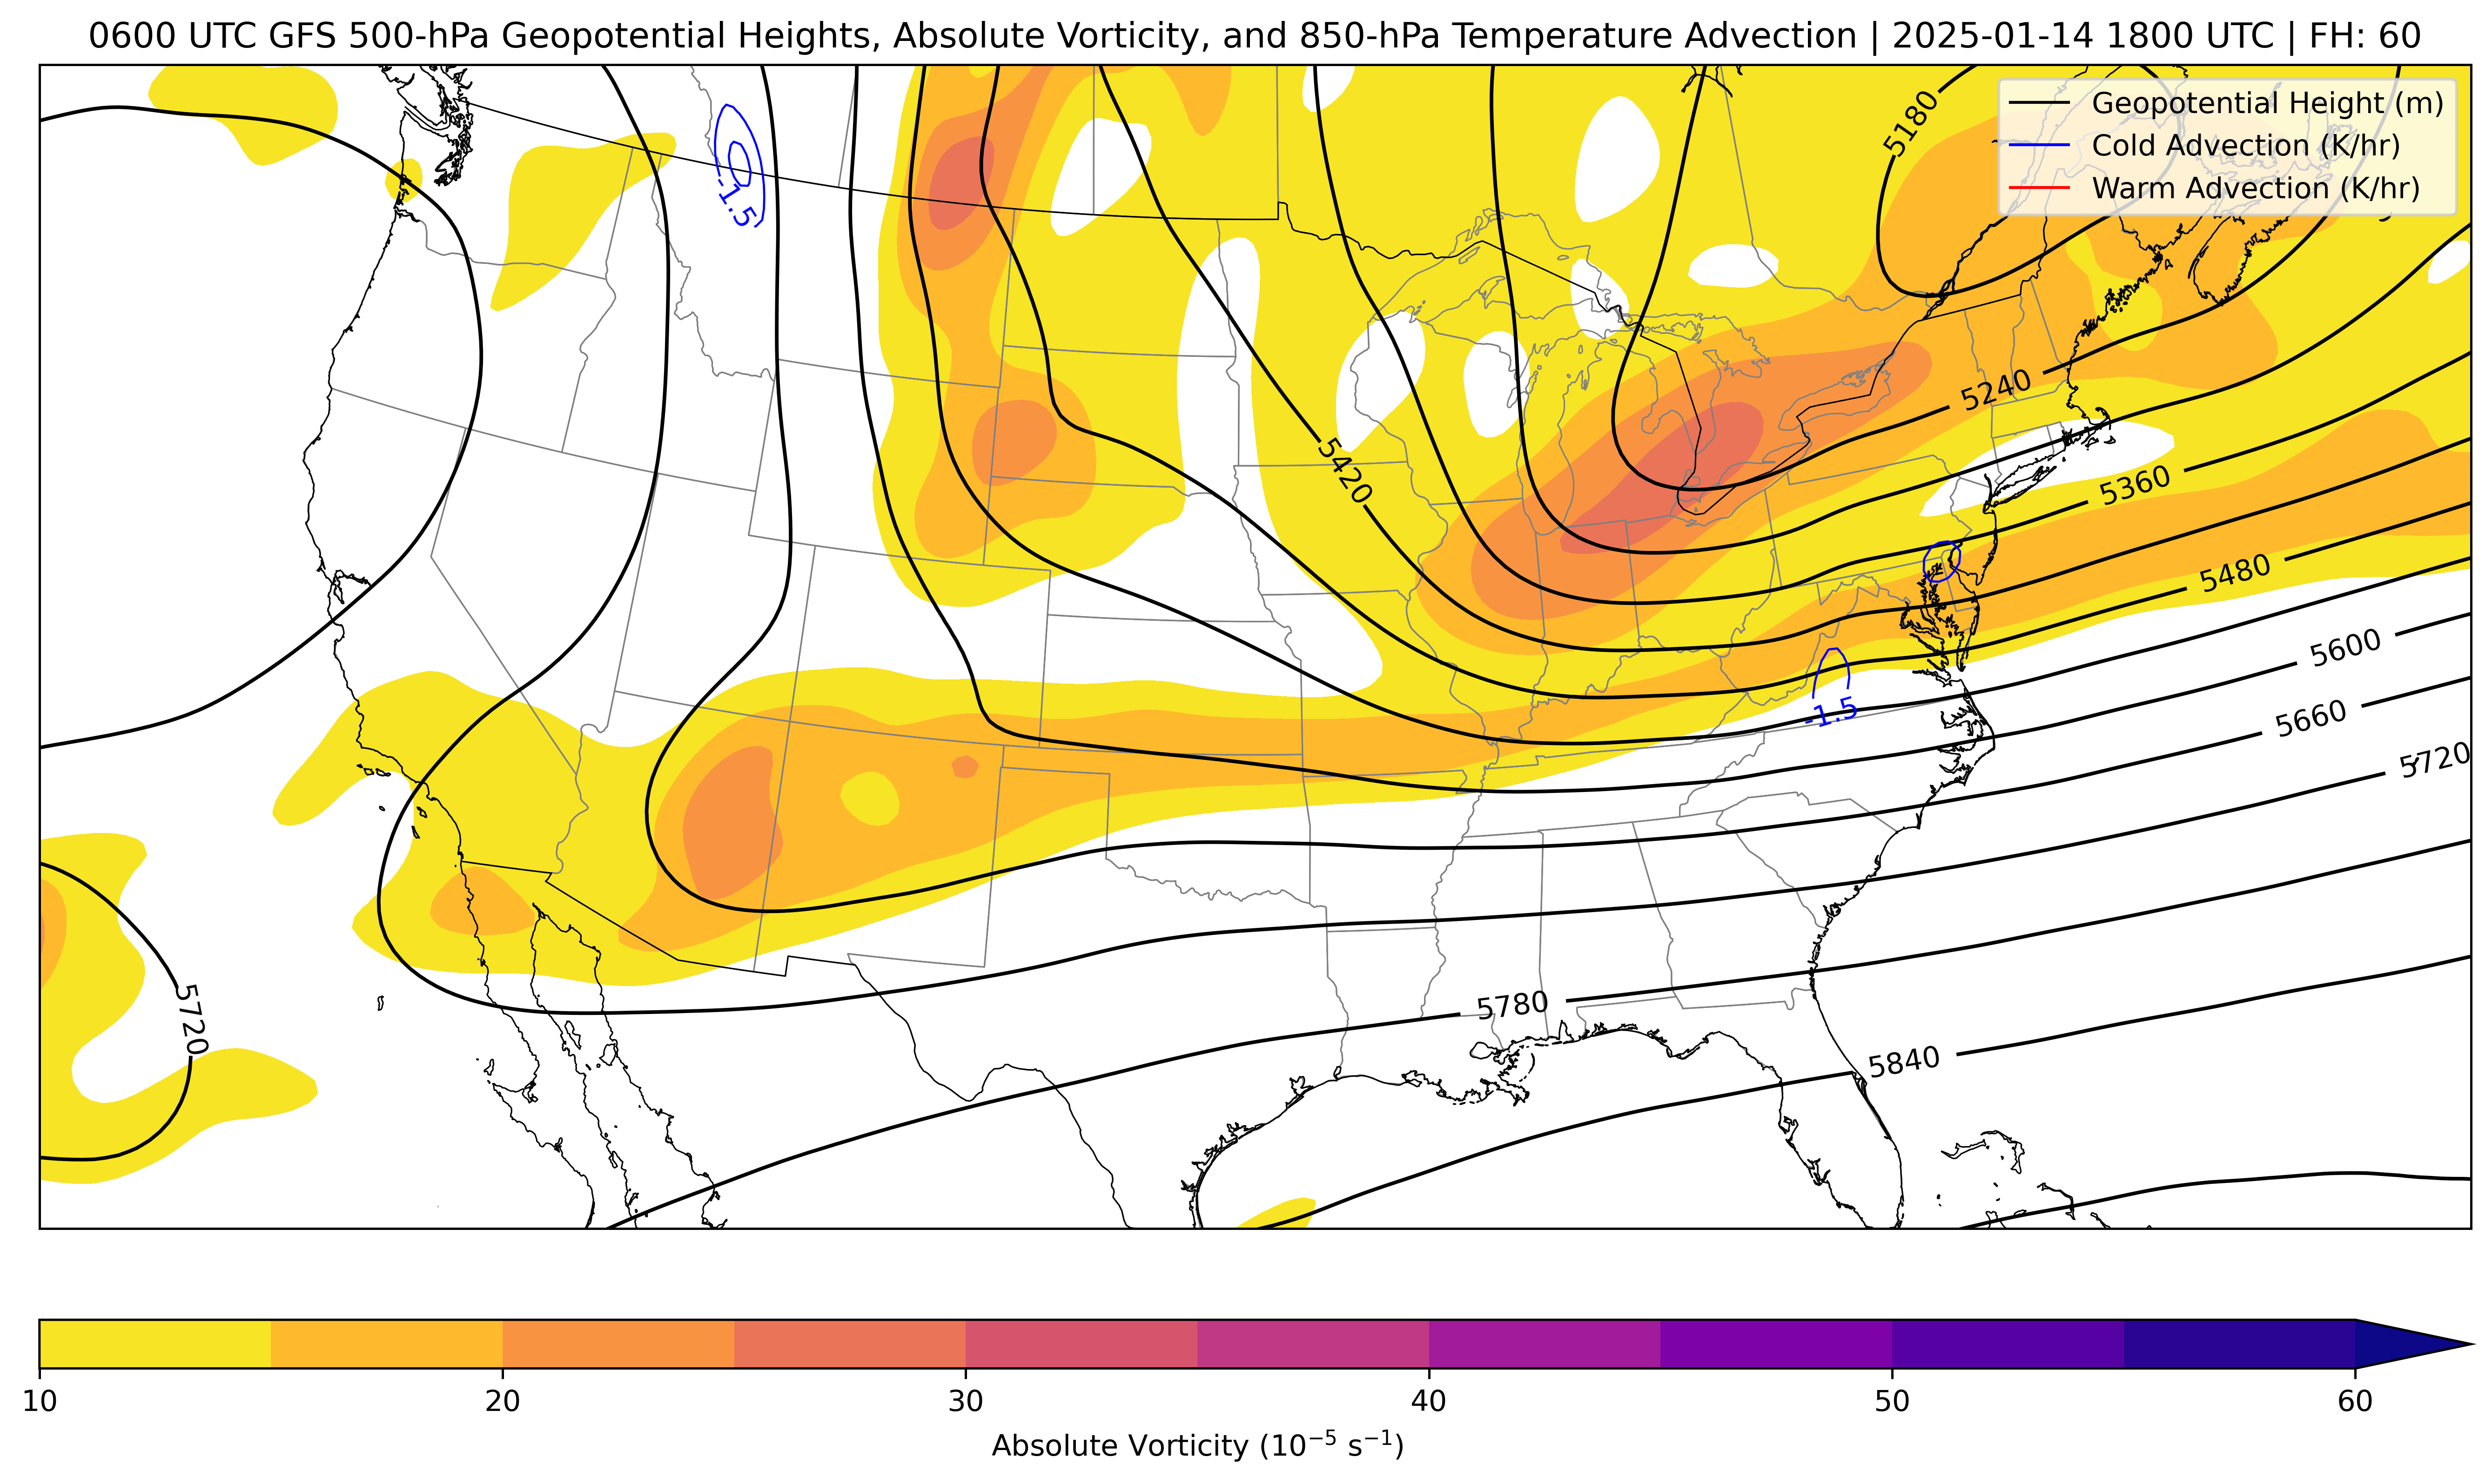 0600 UTC GFS 500-hPa Geopotential Heights, Absolute Vorticity, and 850-hPa Temperature Advection | 2025-01-14 1800 UTC | FH: 60
Geopotential Height (m)
Cold Advection (K/hr)
Warm Advection (K/hr)
5180
-1.5
5240
5420
5360
5480
5600
5660
-1.5
5720
5720
5780
5840
10 20 30 40 50 60
Absolute Vorticity (10⁻⁵ s⁻¹)